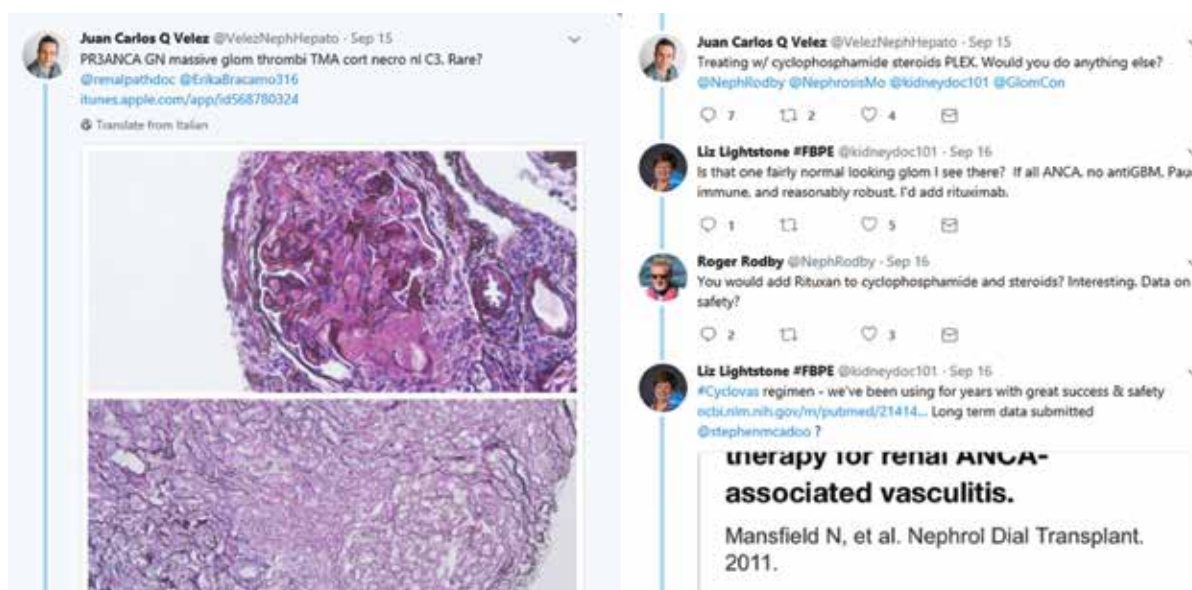 Juan Carlos Q Velez @VelezNephHepato · Sep 15
PR3ANCA GN massive glom thrombi TMA cort necro nl C3. Rare?
@renalpathdoc @ErikaBracamo316
itunes.apple.com/app/id568780324
Translate from Italian
Juan Carlos Q Velez @VelezNephHepato · Sep 15
Treating w/ cyclophosphamide steroids PLEX. Would you do anything else?
@NephRodby @NephrosisMo @kidneydoc101 @GlomCon
7 2 4
Liz Lightstone #FBPE @kidneydoc101 · Sep 16
Is that one fairly normal looking glom I see there? If all ANCA, no antiGBM, Pau
immune, and reasonably robust, I'd add rituximab.
1 5
Roger Rodby @NephRodby · Sep 16
You would add Rituxan to cyclophosphamide and steroids? Interesting. Data on
safety?
2 3
Liz Lightstone #FBPE @kidneydoc101 · Sep 16
#Cyclovas regimen - we've been using for years with great success & safety
ncbi.nlm.nih.gov/m/pubmed/21414... Long term data submitted
@stephenmcadoo ?
therapy for renal ANCA-
associated vasculitis.
Mansfield N, et al. Nephrol Dial Transplant.
2011.